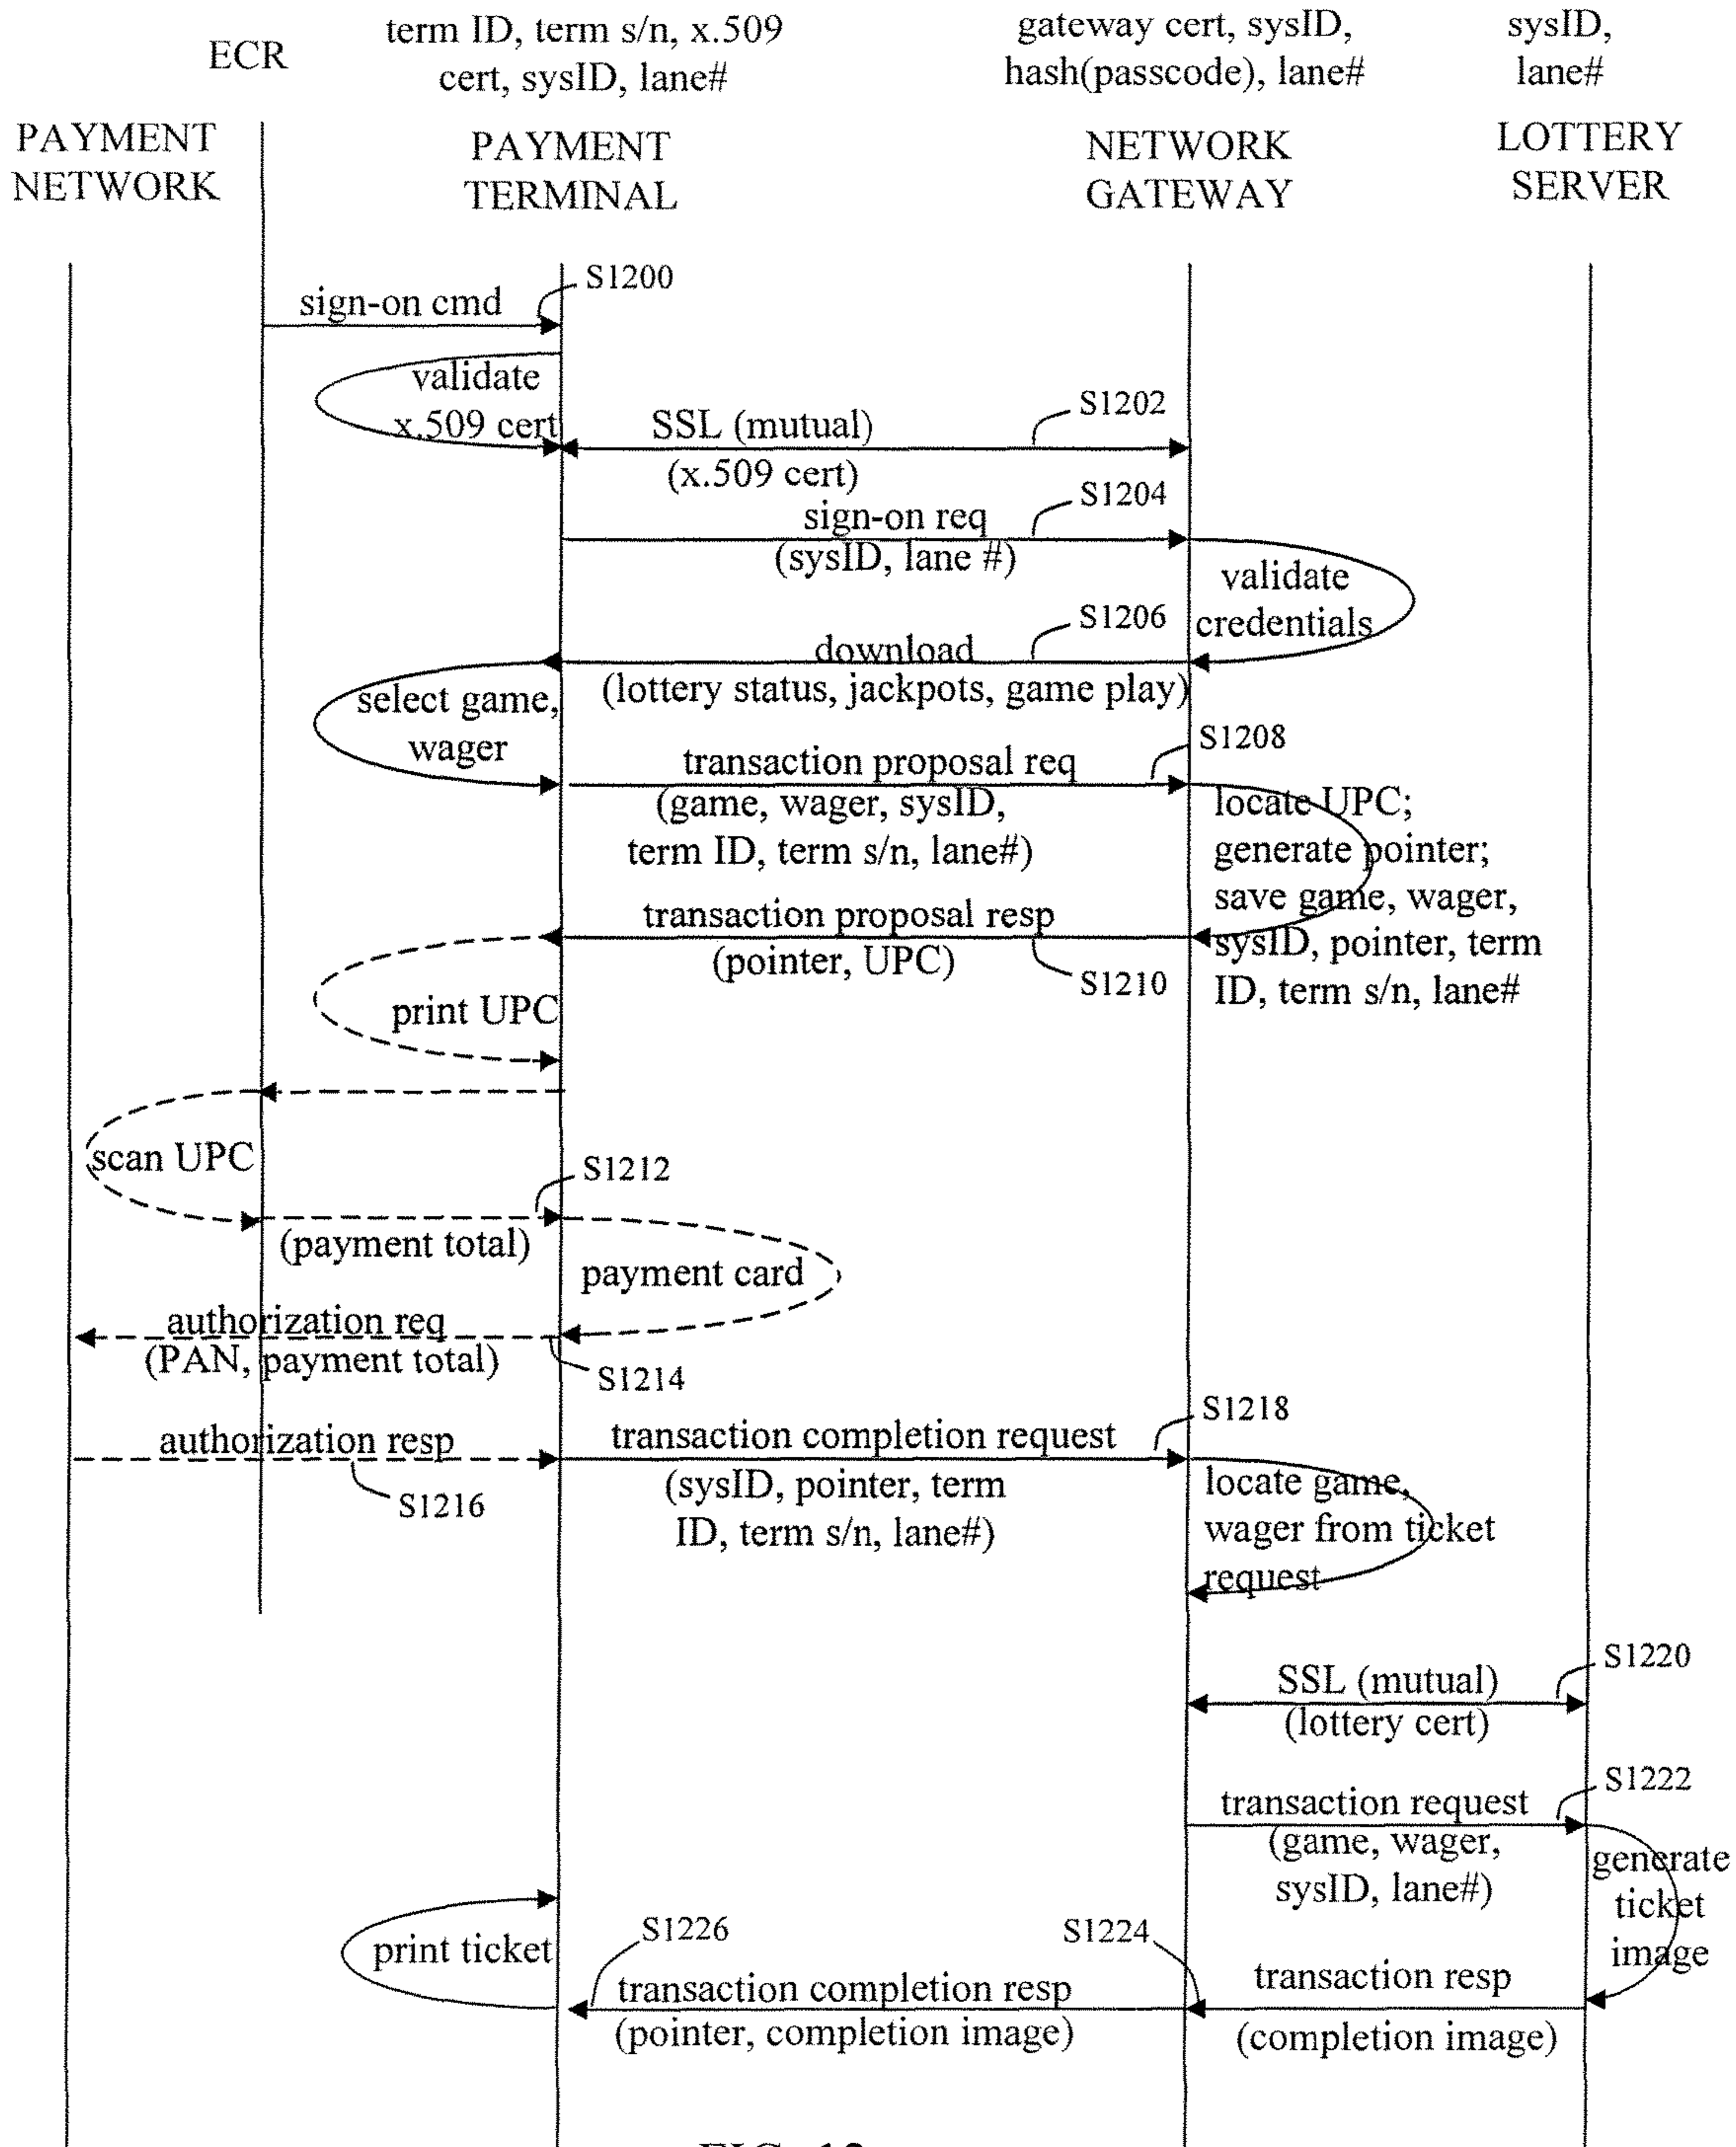 ECR
term ID, term s/n, x.509
cert, sysID, lane#
gateway cert, sysID,
hash(passcode), lane#
sysID,
lane#
PAYMENT
NETWORK
PAYMENT
TERMINAL
NETWORK
GATEWAY
LOTTERY
SERVER
S1200
sign-on cmd
validate
x.509 cert
S1202
SSL (mutual)
(x.509 cert)
S1204
sign-on req
(sysID, lane #)
validate
credentials
S1206
download
(lottery status, jackpots, game play)
select game,
wager
S1208
transaction proposal req
(game, wager, sysID,
term ID, term s/n, lane#)
locate UPC;
generate pointer;
save game, wager,
sysID, pointer, term
ID, term s/n, lane#
transaction proposal resp
(pointer, UPC)
S1210
print UPC
scan UPC
S1212
(payment total)
payment card
authorization req
(PAN, payment total)
S1214
authorization resp
S1216
S1218
transaction completion request
(sysID, pointer, term
ID, term s/n, lane#)
locate game,
wager from ticket
request
S1220
SSL (mutual)
(lottery cert)
S1222
transaction request
(game, wager,
sysID, lane#)
generate
ticket
image
print ticket
S1226
S1224
transaction completion resp
(pointer, completion image)
transaction resp
(completion image)